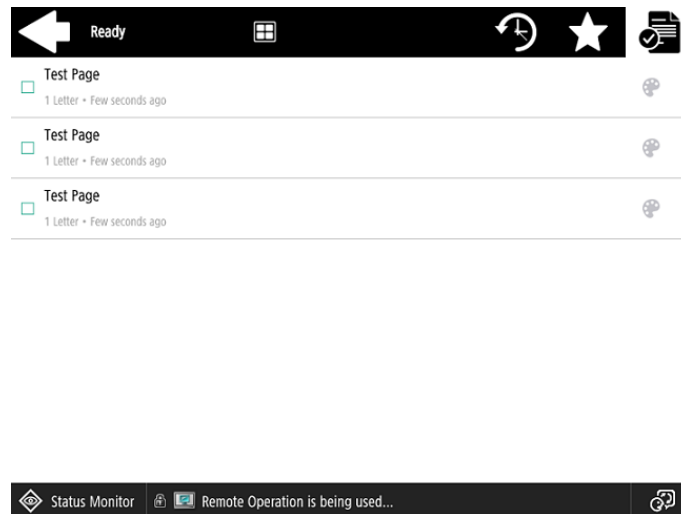 Ready
Test Page
1 Letter • Few seconds ago
Test Page
1 Letter • Few seconds ago
Test Page
1 Letter • Few seconds ago
Status Monitor
Remote Operation is being used...